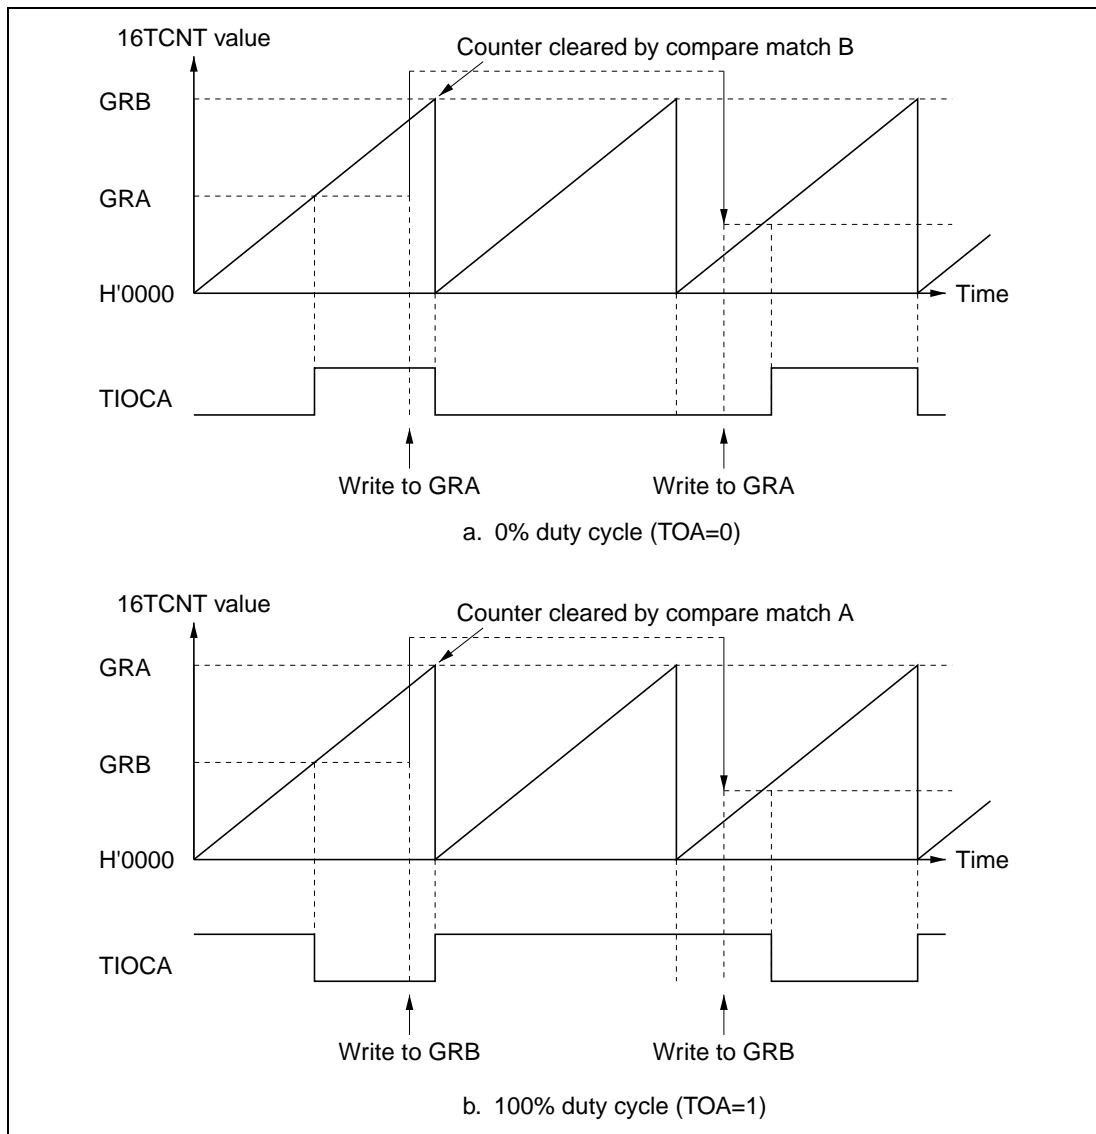 16TCNT value
Counter cleared by compare match B
GRB
GRA
H'0000
Time
TIOCA
Write to GRA
Write to GRA
a. 0% duty cycle (TOA=0)
16TCNT value
Counter cleared by compare match A
GRA
GRB
H'0000
Time
TIOCA
Write to GRB
Write to GRB
b. 100% duty cycle (TOA=1)